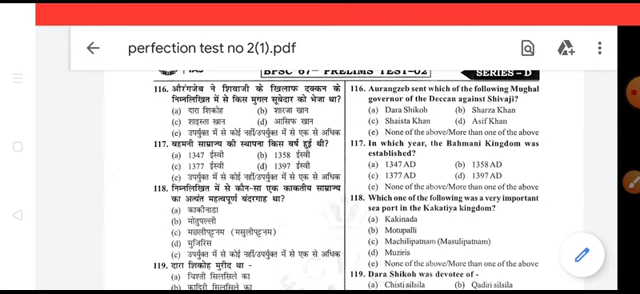 perfection test no 2(1).pdf
BPSC 67 - PRELIMS TEST-02
SERIES - D
116. औरंगजेब ने शिवाजी के खिलाफ दक्कन के
निम्नलिखित में से किस मुगल सूबेदार को भेजा था?
(a) दारा शिकोह (b) शारजा खान
(c) शाइस्ता खान (d) आसिफ खान
(e) उपर्युक्त में से कोई नहीं/उपर्युक्त में से एक से अधिक
117. बहमनी साम्राज्य की स्थापना किस वर्ष हुई थी?
(a) 1347 ईस्वी (b) 1358 ईस्वी
(c) 1377 ईस्वी (d) 1397 ईस्वी
(e) उपर्युक्त में से कोई नहीं/उपर्युक्त में से एक से अधिक
118. निम्नलिखित में से कौन-सा एक काकतीय साम्राज्य
का अत्यंत महत्वपूर्ण बंदरगाह था?
(a) काकीनाडा
(b) मोतुपल्ली
(c) मछलीपट्टनम (मसुलीपट्टनम)
(d) मुजिरिस
(e) उपर्युक्त में से कोई नहीं/उपर्युक्त में से एक से अधिक
119. दारा शिकोह मुरीद था -
(a) चिश्ती सिलसिले का
(b) कादिरी सिलसिले का
116. Aurangzeb sent which of the following Mughal
governor of the Deccan against Shivaji?
(a) Dara Shikoh (b) Sharza Khan
(c) Shaista Khan (d) Asif Khan
(e) None of the above/More than one of the above
117. In which year, the Bahmani Kingdom was
established?
(a) 1347 AD (b) 1358 AD
(c) 1377 AD (d) 1397 AD
(e) None of the above/More than one of the above
118. Which one of the following was a very important
sea port in the Kakatiya kingdom?
(a) Kakinada
(b) Motupalli
(c) Machilipatnam (Masulipatnam)
(d) Muziris
(e) None of the above/More than one of the above
119. Dara Shikoh was devotee of -
(a) Chisti silsila (b) Qadiri silsila